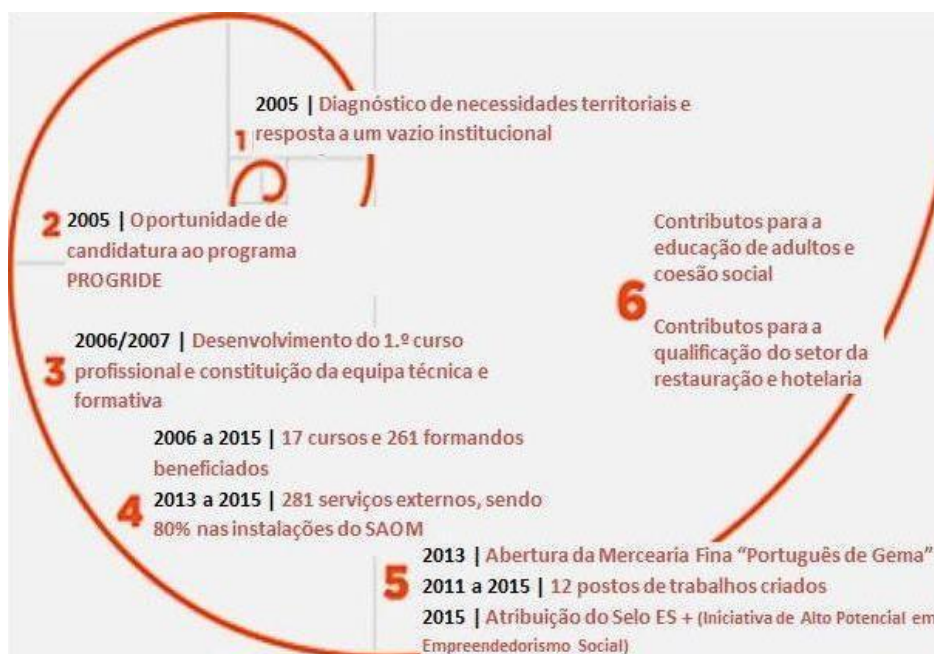 1
2005 | Diagnóstico de necessidades territoriais e
resposta a um vazio institucional
2
2005 | Oportunidade de
candidatura ao programa
PROGRIDE
3
2006/2007 | Desenvolvimento do 1.º curso
profissional e constituição da equipa técnica e
formativa
4
2006 a 2015 | 17 cursos e 261 formandos
beneficiados
2013 a 2015 | 281 serviços externos, sendo
80% nas instalações do SAOM
5
2013 | Abertura da Mercearia Fina “Português de Gema”
2011 a 2015 | 12 postos de trabalhos criados
2015 | Atribuição do Selo ES + (Iniciativa de Alto Potencial em
Empreendedorismo Social)
6
Contributos para a
educação de adultos e
coesão social
Contributos para a
qualificação do setor da
restauração e hotelaria